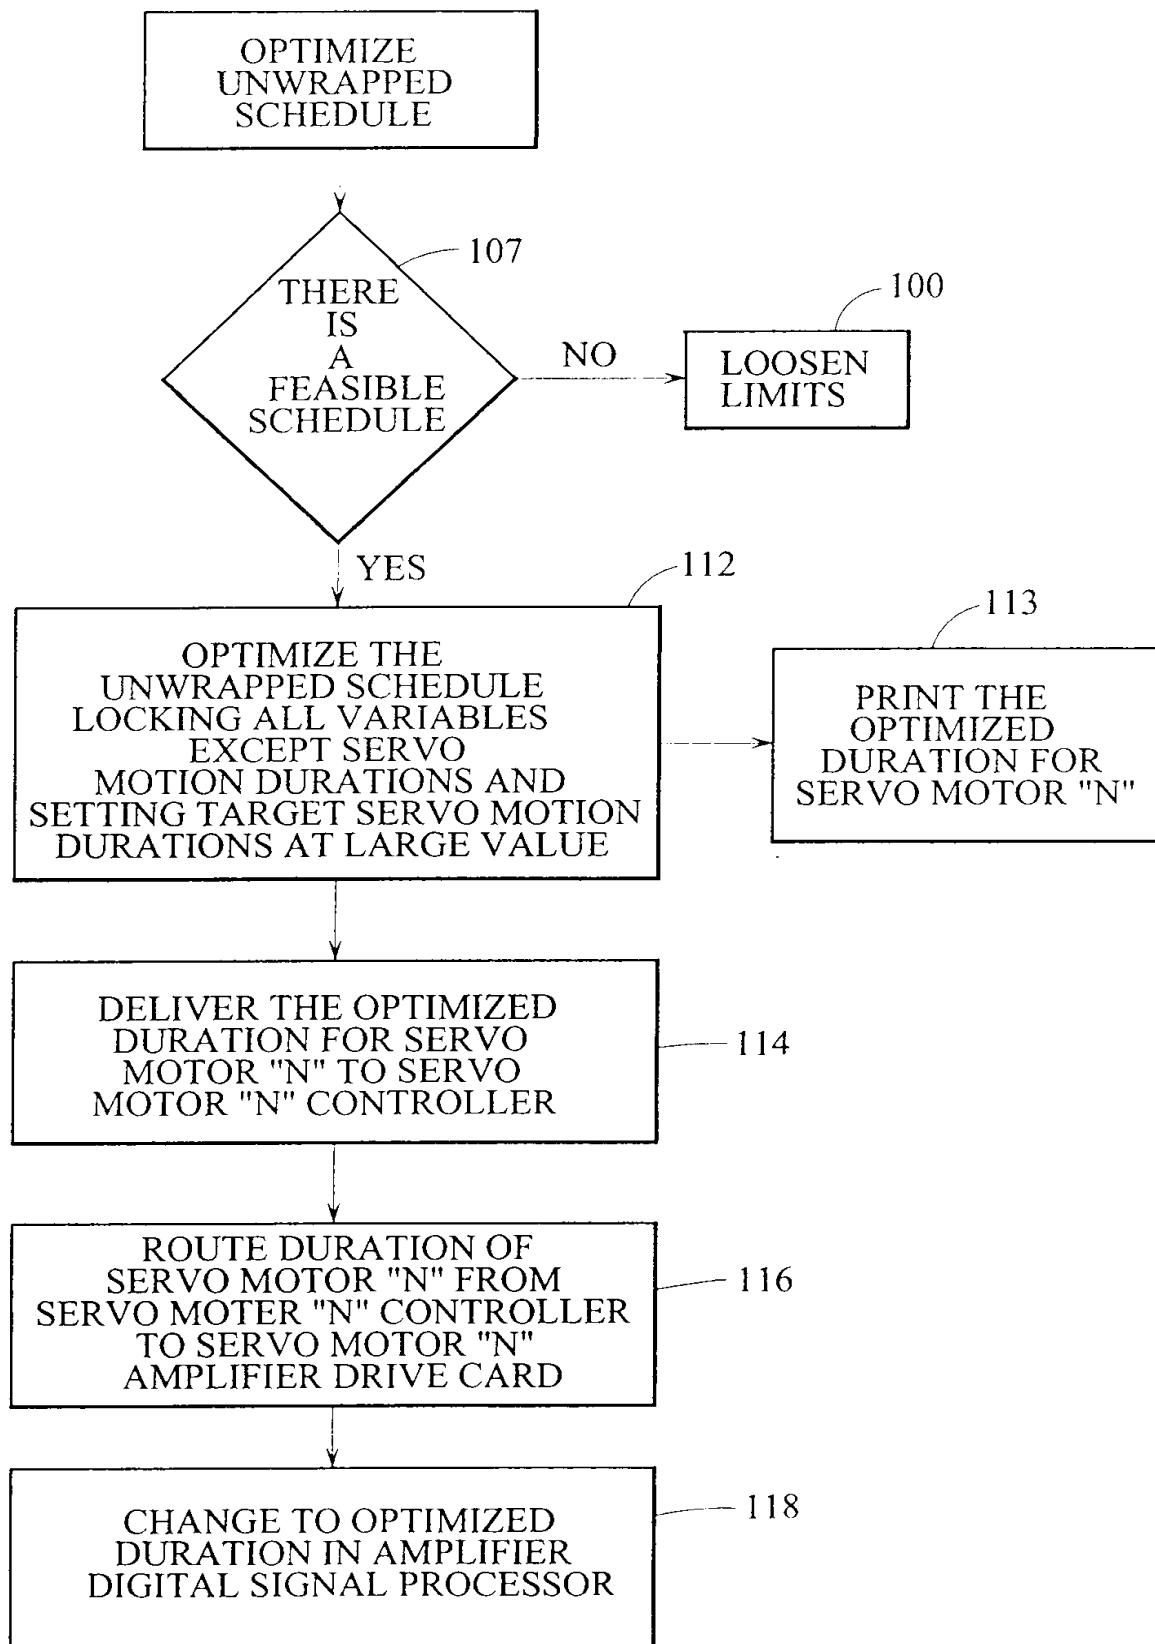 OPTIMIZE
UNWRAPPED
SCHEDULE
107
THERE
IS
A
FEASIBLE
SCHEDULE
NO
100
LOOSEN
LIMITS
YES
112
OPTIMIZE THE
UNWRAPPED SCHEDULE
LOCKING ALL VARIABLES
EXCEPT SERVO
MOTION DURATIONS AND
SETTING TARGET SERVO MOTION
DURATIONS AT LARGE VALUE
113
PRINT THE
OPTIMIZED
DURATION FOR
SERVO MOTOR "N"
DELIVER THE OPTIMIZED
DURATION FOR SERVO
MOTOR "N" TO SERVO
MOTOR "N" CONTROLLER
114
ROUTE DURATION OF
SERVO MOTOR "N" FROM
SERVO MOTER "N" CONTROLLER
TO SERVO MOTOR "N"
AMPLIFIER DRIVE CARD
116
CHANGE TO OPTIMIZED
DURATION IN AMPLIFIER
DIGITAL SIGNAL PROCESSOR
118